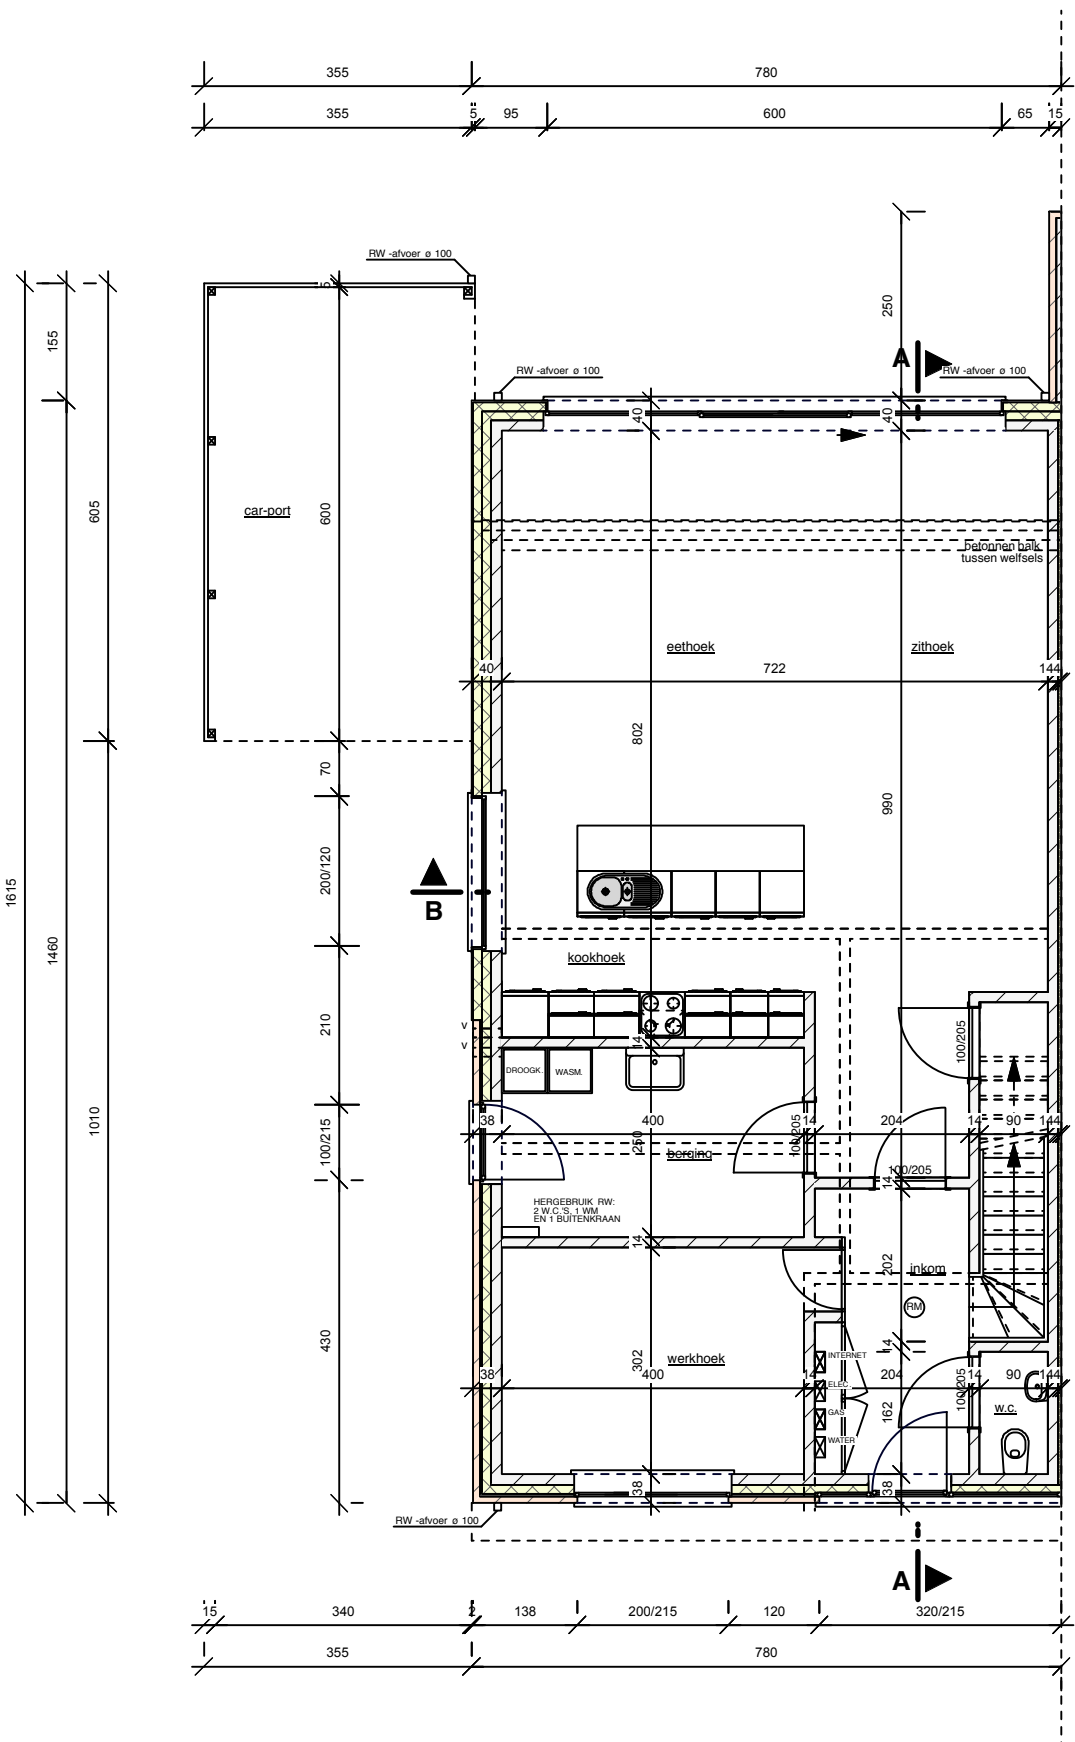 355
780
355
5
95
600
65
15
RW -afvoer ø 100
5
250
155
A
RW -afvoer ø 100
RW -afvoer ø 100
40
40
605
car-port
600
betonnen balk
tussen welfsels
eethoek
zithoek
40
722
144
802
70
990
200/120
1615
B
1460
kookhoek
210
v
v
14
100/205
DROOGK.
WASM.
1010
100/215
38
400
14
204
14
90
144
250
100/205
berging
100/205
14
HERGEBRUIK RW:
2 W.C.'S, 1 WM
EN 1 BUITENKRAAN
14
202
inkom
RM
430
302
werkhoek
14
INTERNET
38
400
14
204
14
90
144
ELEC.
100/205
GAS
162
w.c.
WATER
38
38
RW -afvoer ø 100
A
15
340
2
138
200/215
120
320/215
355
780